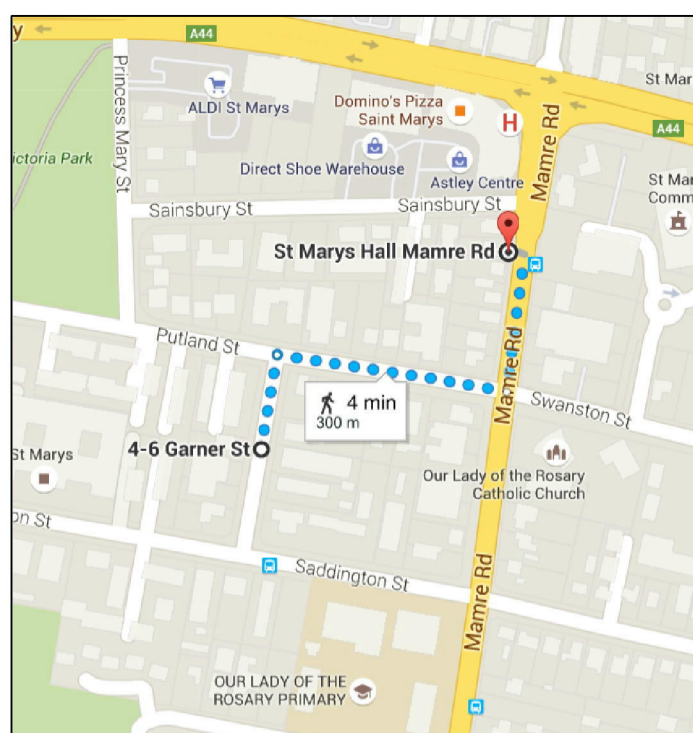 y
A44
Princess Mary St
ALDI St Marys
Domino's Pizza
Saint Marys
H
St Mar
A44
Mamre Rd
ictoria Park
Direct Shoe Warehouse
Astley Centre
St Mar
Comm
Sainsbury St
Sainsbury St
St Marys Hall Mamre Rd
Putland St
Mamre Rd
4 min
300 m
Swanston St
4-6 Garner St
St Marys
Our Lady of the Rosary
Catholic Church
on St
Saddington St
Mamre Rd
OUR LADY OF THE
ROSARY PRIMARY